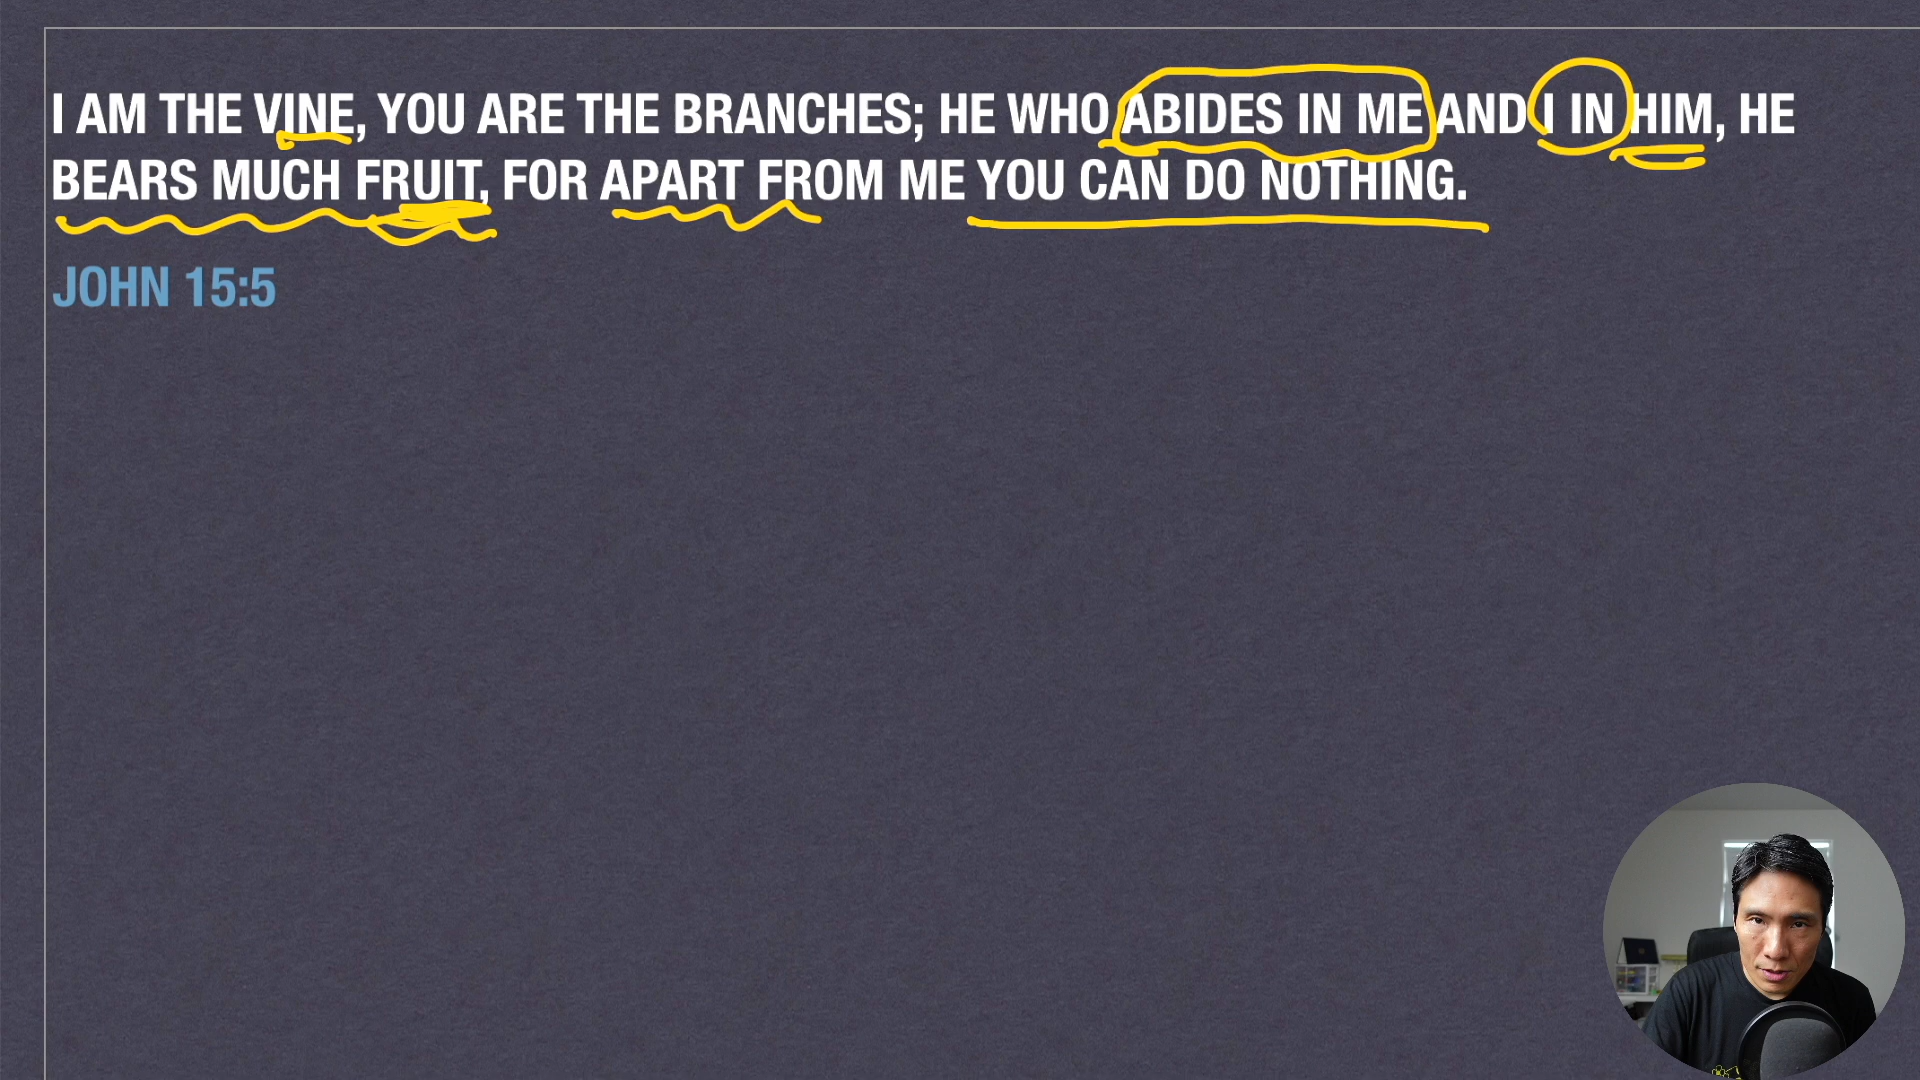 I AM THE VINE, YOU ARE THE BRANCHES; HE WHO ABIDES IN ME AND I IN HIM, HE
BEARS MUCH FRUIT, FOR APART FROM ME YOU CAN DO NOTHING.
JOHN 15:5